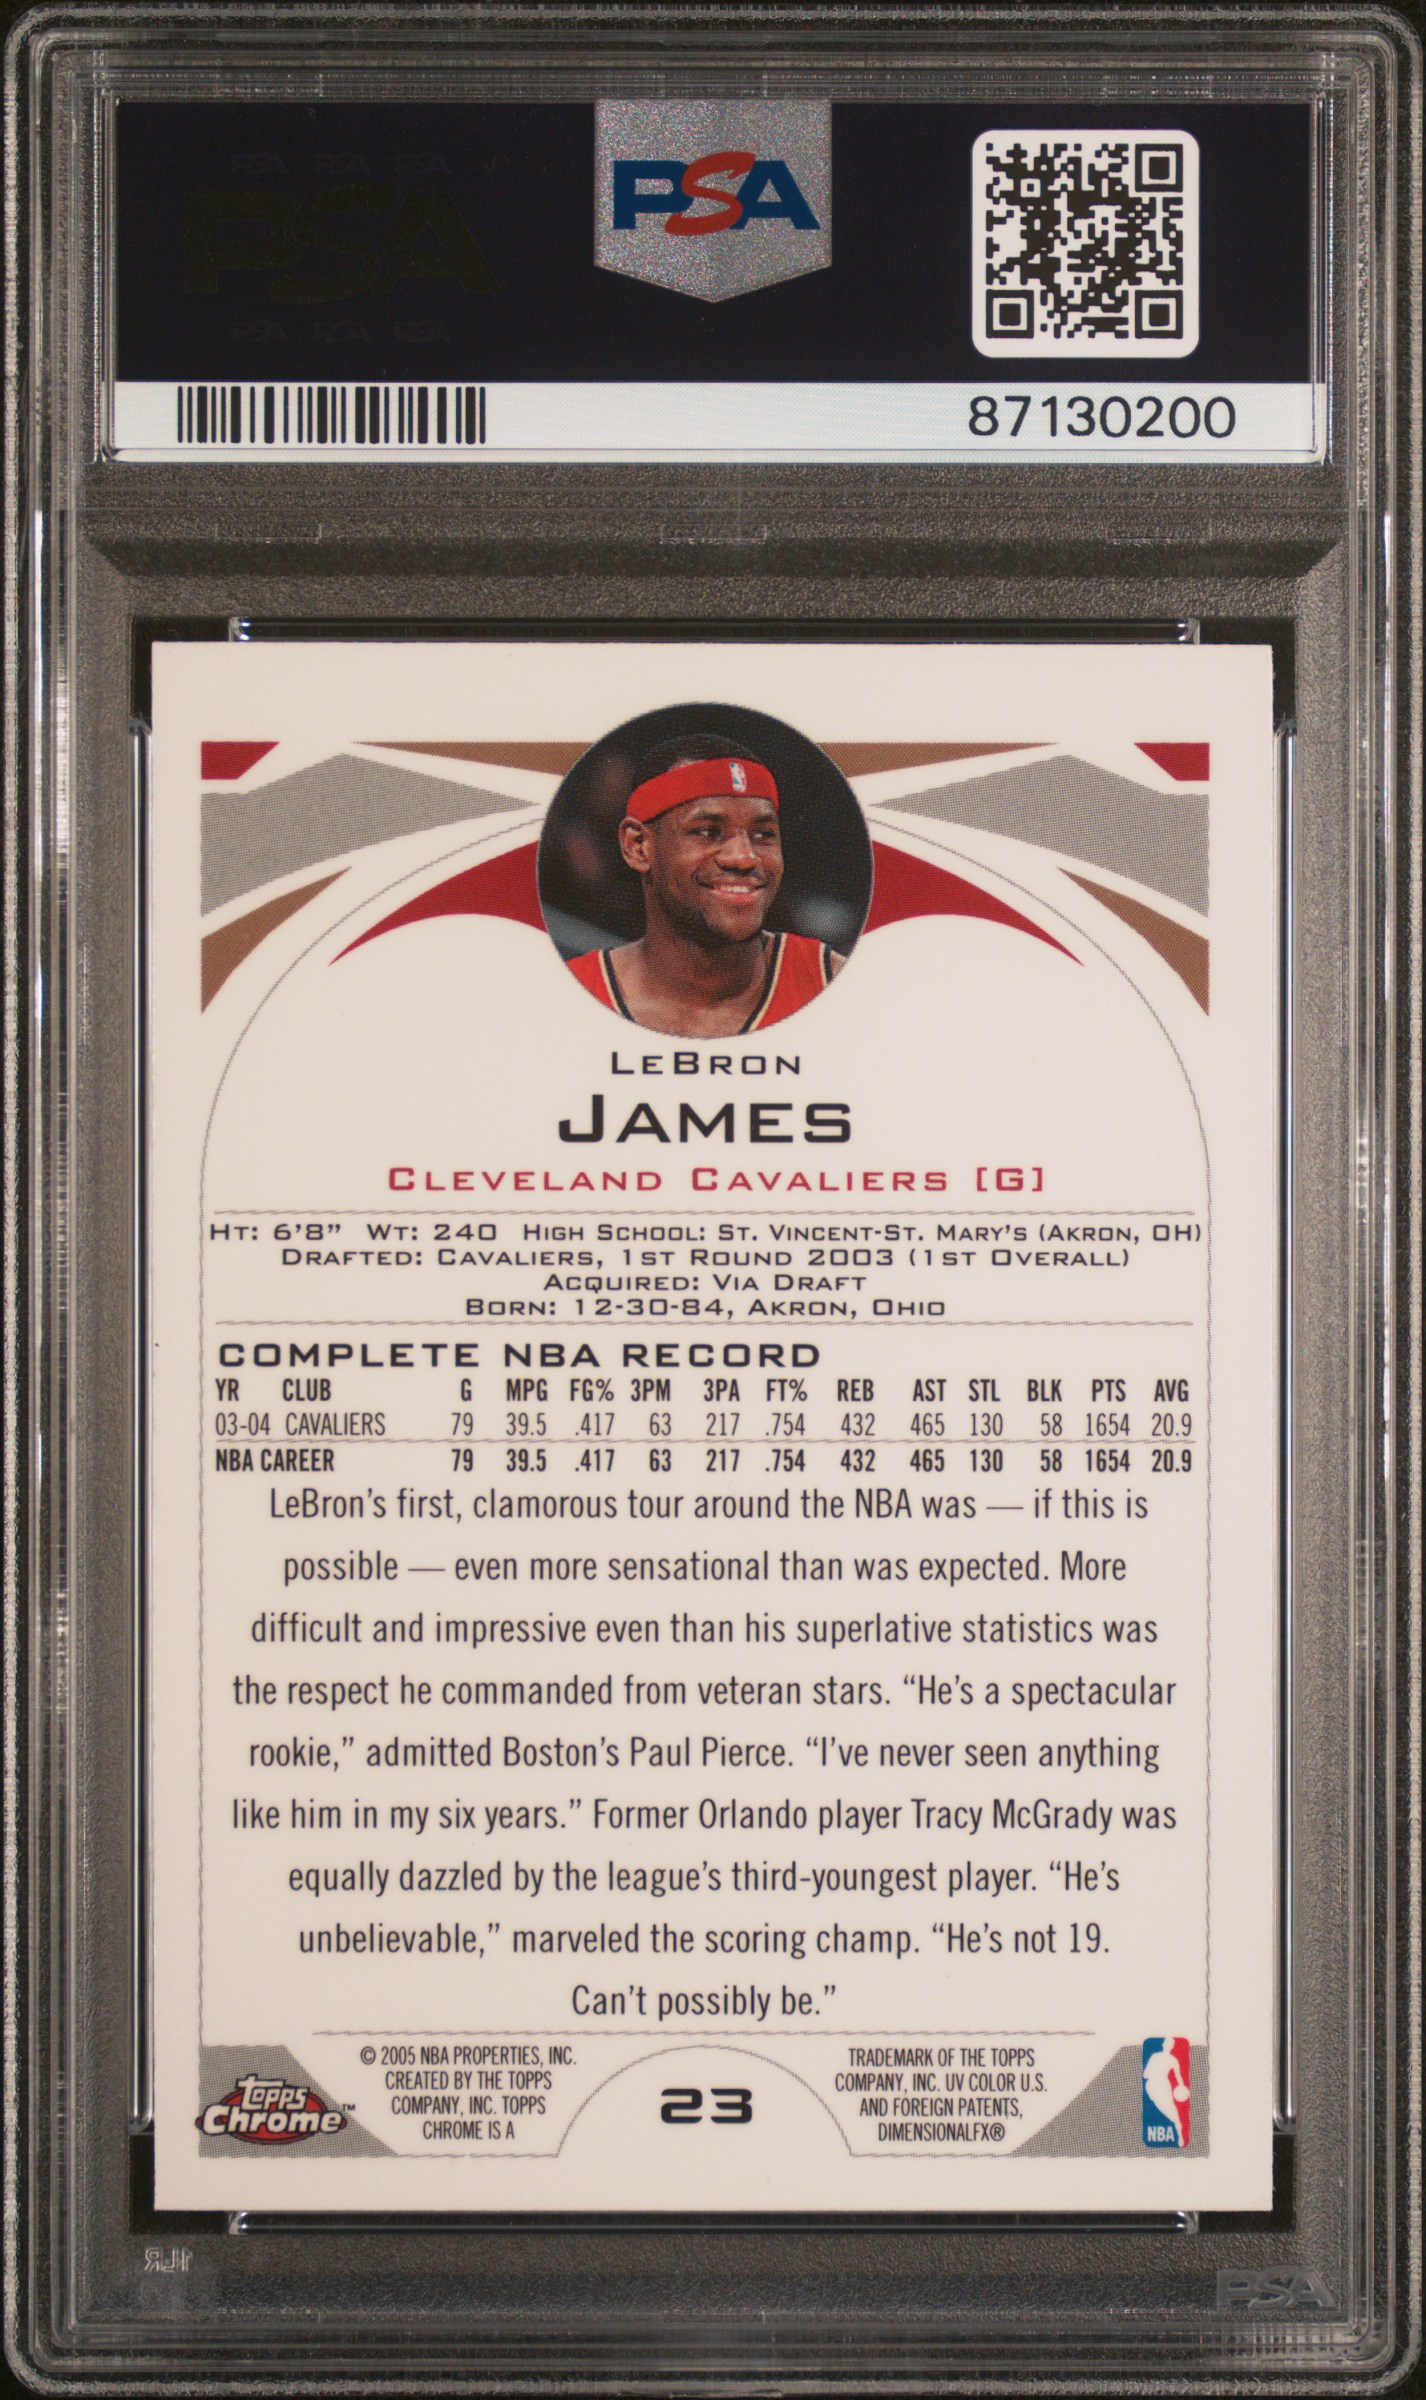 PSA
PSA
87130200
LEBRON
JAMES
CLEVELAND CAVALIERS [G]
HT: 6'8" WT: 240 HIGH SCHOOL: ST. VINCENT-ST. MARY'S (AKRON, OH)
DRAFTED: CAVALIERS, 1ST ROUND 2003 (1ST OVERALL)
ACQUIRED: VIA DRAFT
BORN: 12-30-84, AKRON, OHIO
COMPLETE NBA RECORD
YR CLUB G MPG FG% 3PM 3PA FT% REB AST STL BLK PTS AVG
03-04 CAVALIERS 79 39.5 .417 63 217 .754 432 465 130 58 1654 20.9
NBA CAREER 79 39.5 .417 63 217 .754 432 465 130 58 1654 20.9
LeBron's first, clamorous tour around the NBA was — if this is
possible — even more sensational than was expected. More
difficult and impressive even than his superlative statistics was
the respect he commanded from veteran stars. “He's a spectacular
rookie,” admitted Boston's Paul Pierce. “I've never seen anything
like him in my six years.” Former Orlando player Tracy McGrady was
equally dazzled by the league's third-youngest player. “He's
unbelievable,” marveled the scoring champ. “He's not 19.
Can't possibly be.”
© 2005 NBA PROPERTIES, INC.
CREATED BY THE TOPPS
COMPANY, INC. TOPPS
CHROME IS A
Topps
Chrome™
23
TRADEMARK OF THE TOPPS
COMPANY, INC. UV COLOR U.S.
AND FOREIGN PATENTS,
DIMENSIONALFX®
NBA
PSA